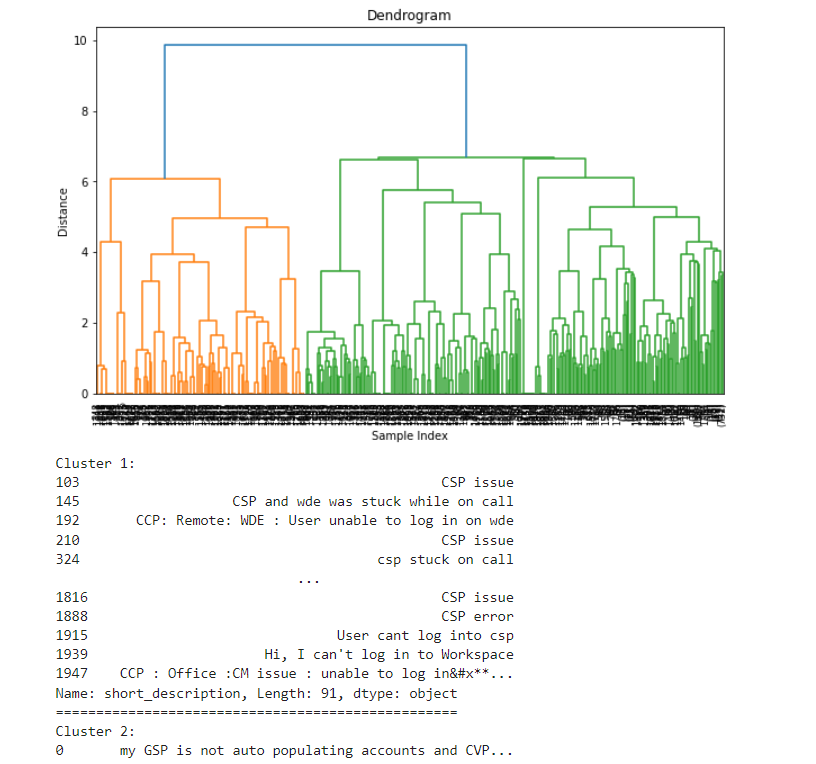 Dendrogram
10
8
6
4
2
0
Distance
Sample Index
Cluster 1:
103 CSP issue
145 CSP and wde was stuck while on call
192 CCP: Remote: WDE : User unable to log in on wde
210 CSP issue
324 csp stuck on call
...
1816 CSP issue
1888 CSP error
1915 User cant log into csp
1939 Hi, I can't log in to Workspace
1947 CCP : Office :CM issue : unable to log in&#x**...
Name: short_description, Length: 91, dtype: object
==================================================
Cluster 2:
0 my GSP is not auto populating accounts and CVP...